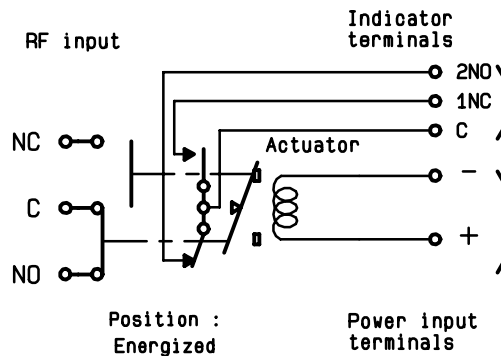 Indicator
RF input
terminals
2NO
1NC
NC
C
Actuator
-
C
+
NO
Position :
Power input
Energized
terminals